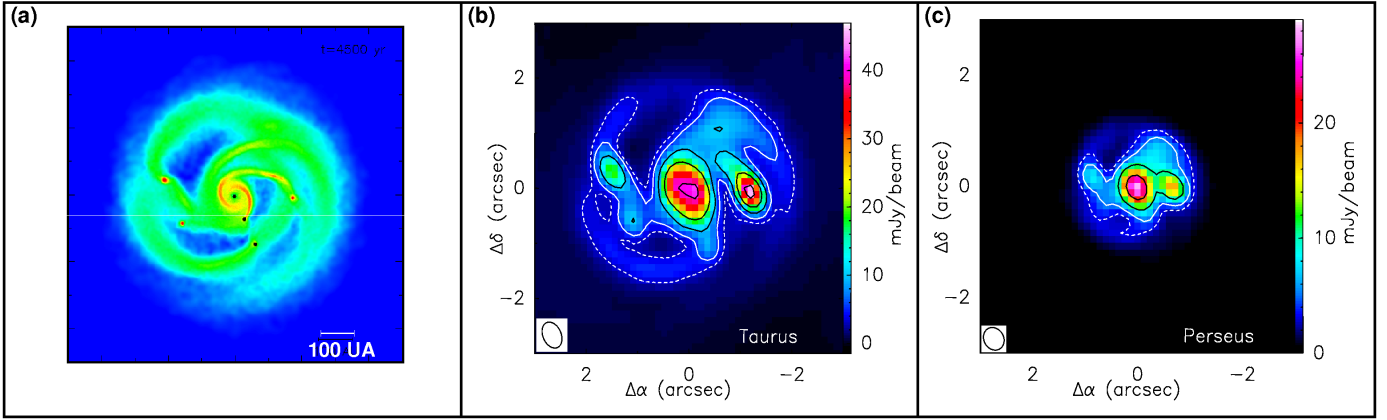 (a)
t=4500 y
100 UA
(b)
2
0
−2
Δδ (arcsec)
2
0
−2
Δα (arcsec)
Taurus
40
30
20
10
0
mJy/beam
(c)
2
0
−2
Δδ (arcsec)
2
0
−2
Δα (arcsec)
Perseus
20
10
0
mJy/beam